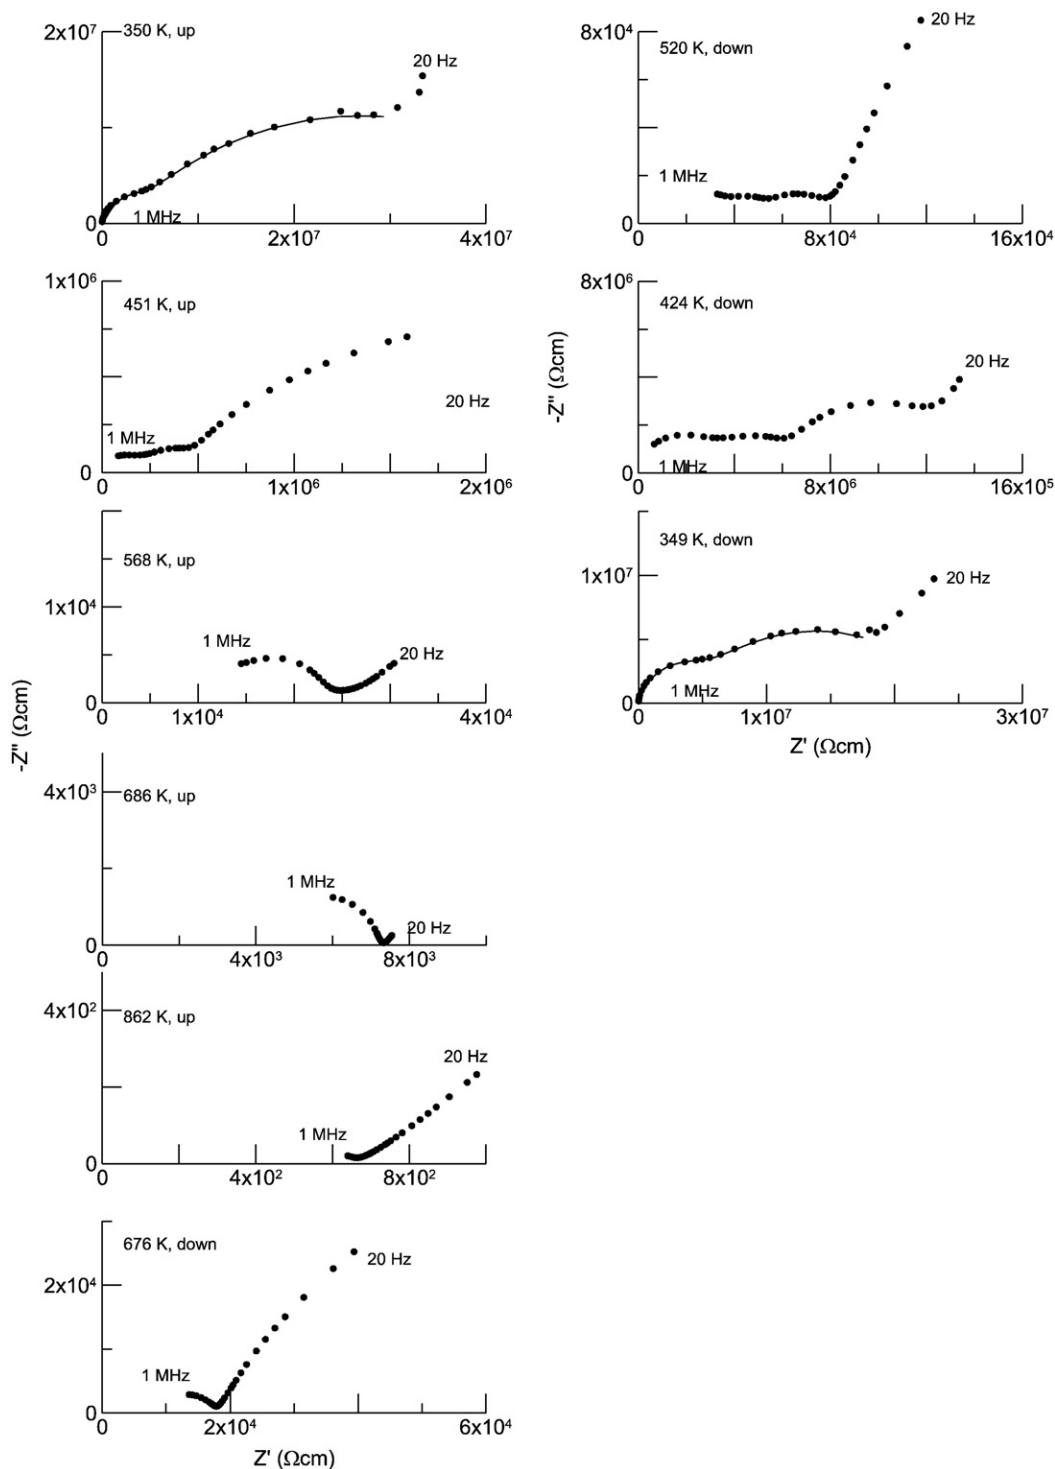 350 K, up
2x10⁷
0
20 Hz
1 MHz
0
2x10⁷
4x10⁷
451 K, up
1x10⁶
0
1 MHz
20 Hz
0
1x10⁶
2x10⁶
568 K, up
1x10⁴
0
1 MHz
20 Hz
0
1x10⁴
4x10⁴
686 K, up
4x10³
0
1 MHz
20 Hz
0
4x10³
8x10³
862 K, up
4x10²
0
1 MHz
20 Hz
0
4x10²
8x10²
676 K, down
2x10⁴
0
1 MHz
20 Hz
0
2x10⁴
6x10⁴
-Z" (Ωcm)
Z' (Ωcm)
520 K, down
8x10⁴
0
1 MHz
20 Hz
0
8x10⁴
16x10⁴
424 K, down
8x10⁶
0
1 MHz
20 Hz
0
8x10⁶
16x10⁵
349 K, down
1x10⁷
0
1 MHz
20 Hz
0
1x10⁷
3x10⁷
-Z" (Ωcm)
Z' (Ωcm)